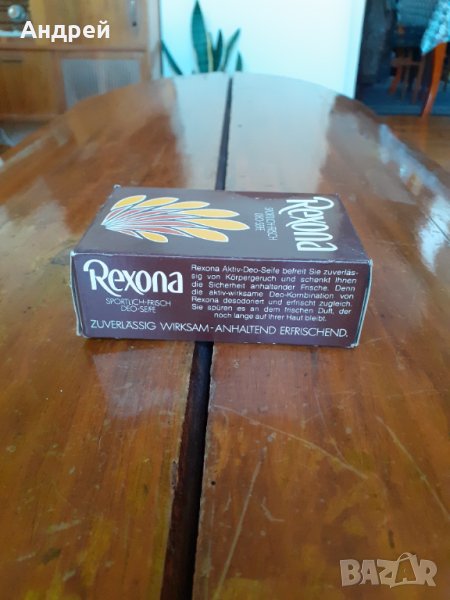 Андрей
Rexona
SPORTLICH-FRISCH
DEO-SEIFE
Rexona
SPORTLICH-FRISCH
DEO-SEIFE
Rexona Aktiv-Deo-Seife befreit Sie zuverläs-
sig von Körpergeruch und schenkt Ihnen
die Sicherheit anhaltender Frische. Denn
die aktiv-wirksame Deo-Kombination von
Rexona desodoriert und erfrischt zugleich
Sie spüren es an dem frischen Duft, der
noch lange auf Ihrer Haut bleibt.
ZUVERLÄSSIG WIRKSAM-ANHALTEND ERFRISCHEND.
BAZAR